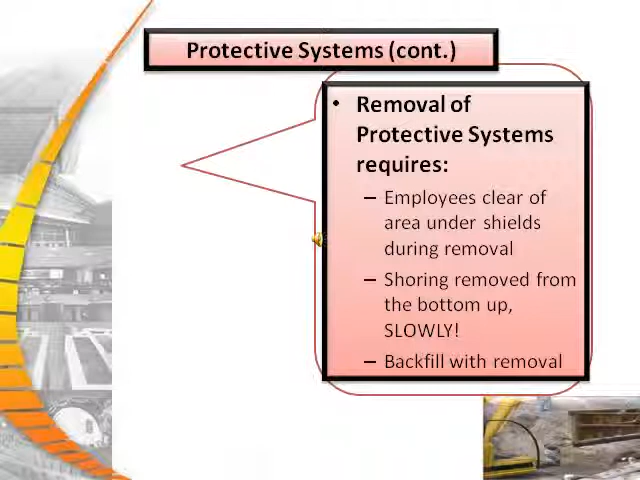 Protective Systems (cont.)
• Removal of
Protective Systems
requires:
– Employees clear of
area under shields
during removal
– Shoring removed from
the bottom up,
SLOWLY!
– Backfill with removal